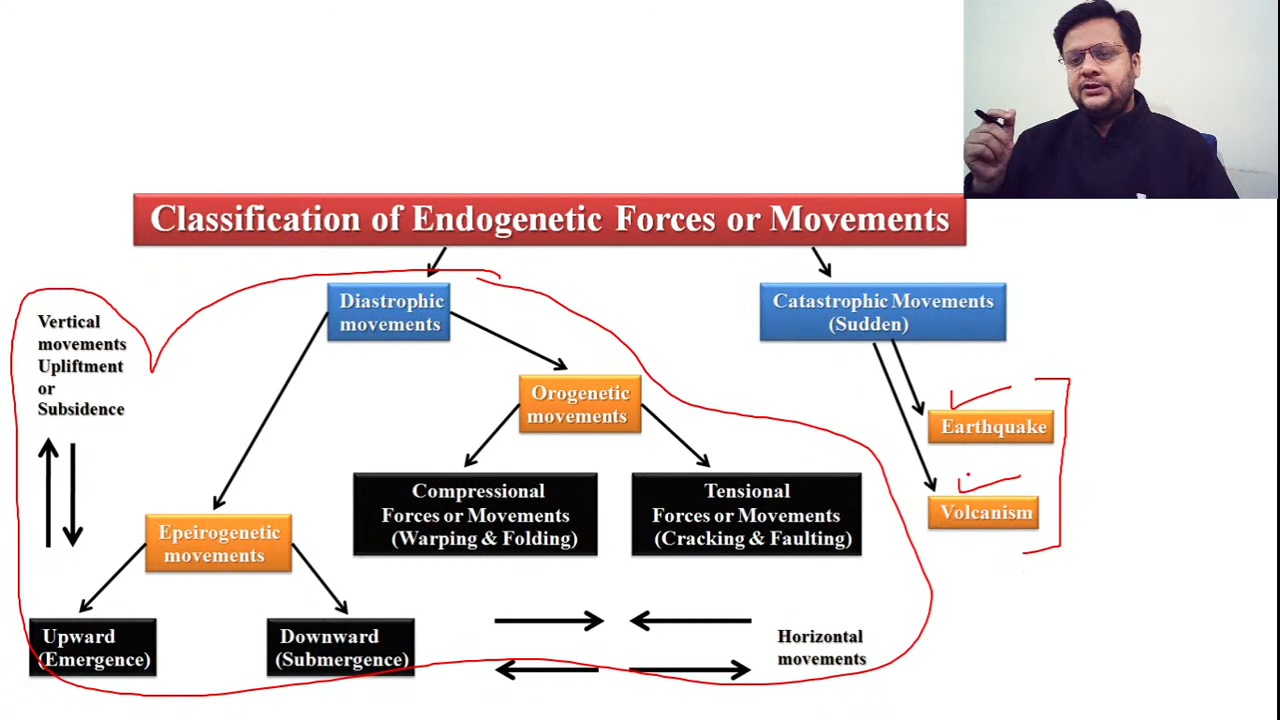 Classification of Endogenetic Forces or Movements
Diastrophic
movements
Catastrophic Movements
(Sudden)
Vertical
movements
Upliftment
or
Subsidence
Orogenetic
movements
Earthquake
Compressional
Forces or Movements
(Warping & Folding)
Tensional
Forces or Movements
(Cracking & Faulting)
Volcanism
Epeirogenetic
movements
Upward
(Emergence)
Downward
(Submergence)
Horizontal
movements